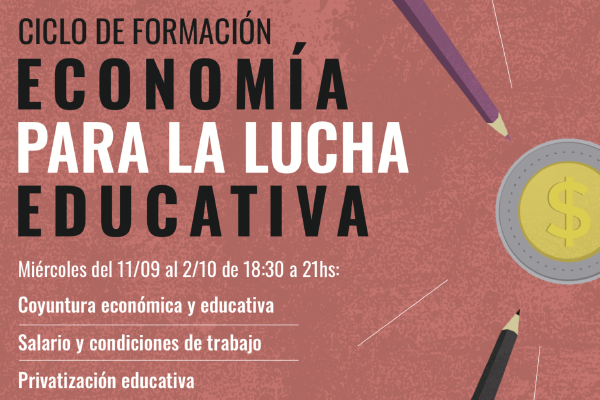 CICLO DE FORMACIÓN
ECONOMÍA
PARA LA LUCHA
EDUCATIVA
Miércoles del 11/09 al 2/10 de 18:30 a 21hs:
Coyuntura económica y educativa
Salario y condiciones de trabajo
Privatización educativa
$